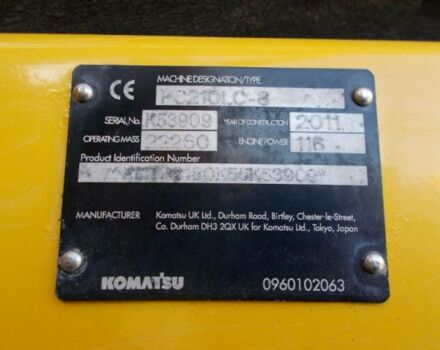 CE MACHINE DESIGNATION/TYPE
PC210LC-8
SERIAL No. K53909 YEAR OF CONSTRUCTION 2011
OPERATING MASS 22260 ENGINE POWER 116
Product Identification Number
MANUFACTURER Komatsu UK Ltd., Durham Road, Birtley, Chester-le-Street,
Co. Durham DH3 2QX UK for Komatsu Ltd., Tokyo, Japan
KOMATSU 0960102063